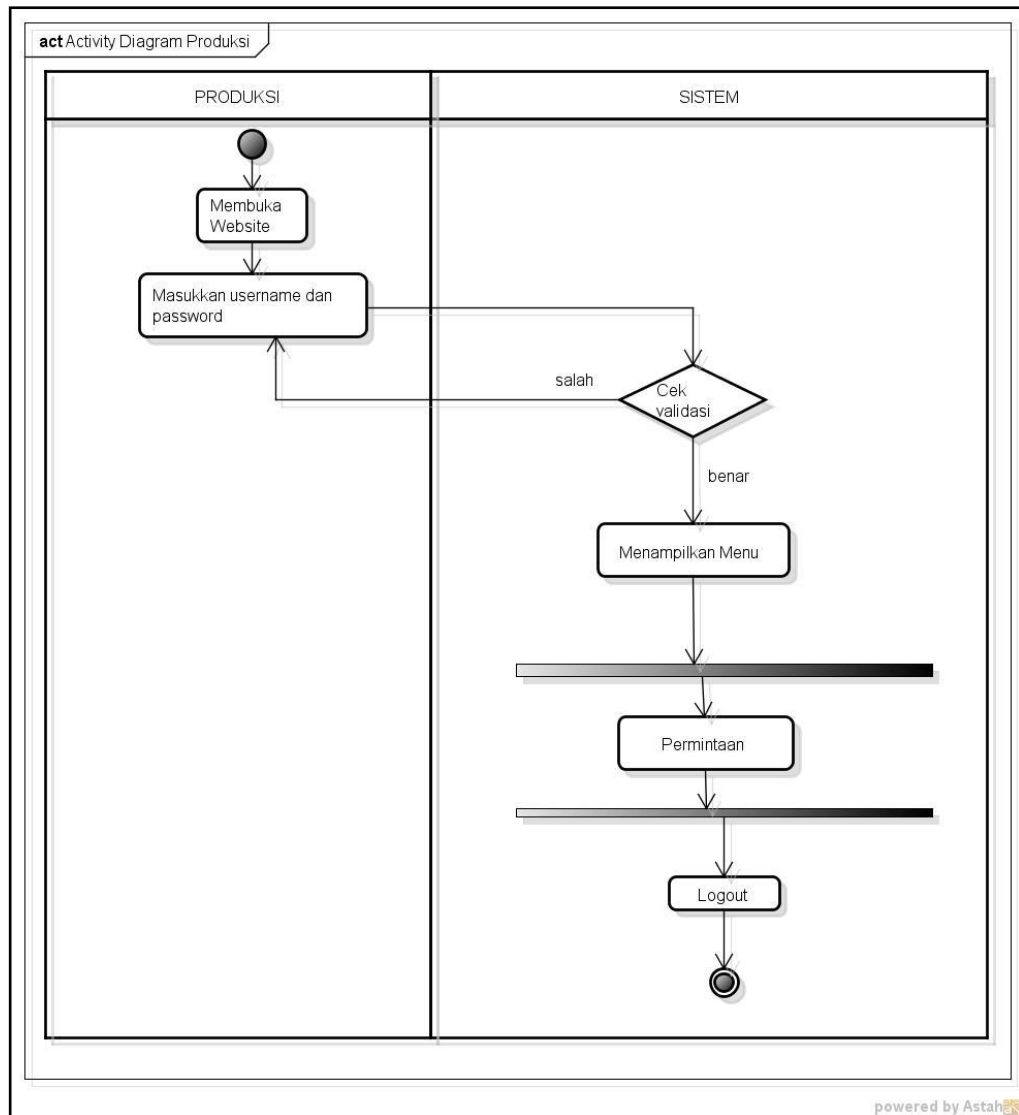 act Activity Diagram Produksi
PRODUKSI
SISTEM
Membuka
Website
Masukkan username dan
password
salah
Cek
validasi
benar
Menampilkan Menu
Permintaan
Logout
powered by Astah